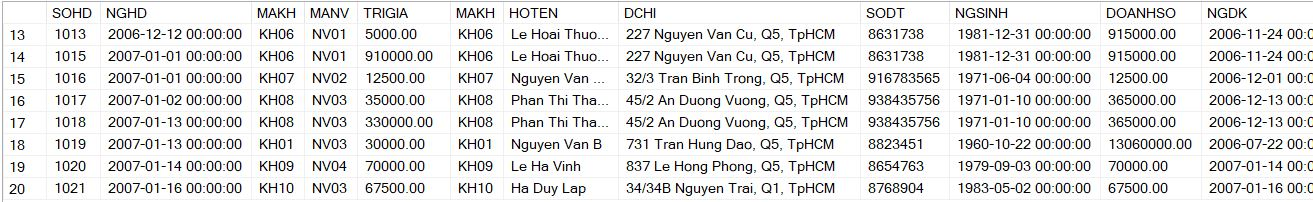 SOHD NGHD MAKH MANV TRIGIA MAKH HOTEN DCHI SODT NGSINH DOANHSO NGDK
13 1013 2006-12-12 00:00:00 KH06 NV01 5000.00 KH06 Le Hoai Thuo... 227 Nguyen Van Cu, Q5, TpHCM 8631738 1981-12-31 00:00:00 915000.00 2006-11-24 00:0
14 1015 2007-01-01 00:00:00 KH06 NV01 910000.00 KH06 Le Hoai Thuo... 227 Nguyen Van Cu, Q5, TpHCM 8631738 1981-12-31 00:00:00 915000.00 2006-11-24 00:0
15 1016 2007-01-01 00:00:00 KH07 NV02 12500.00 KH07 Nguyen Van ... 32/3 Tran Binh Trong, Q5, TpHCM 916783565 1971-06-04 00:00:00 12500.00 2006-12-01 00:0
16 1017 2007-01-02 00:00:00 KH08 NV03 35000.00 KH08 Phan Thi Tha... 45/2 An Duong Vuong, Q5, TpHCM 938435756 1971-01-10 00:00:00 365000.00 2006-12-13 00:0
17 1018 2007-01-13 00:00:00 KH08 NV03 330000.00 KH08 Phan Thi Tha... 45/2 An Duong Vuong, Q5, TpHCM 938435756 1971-01-10 00:00:00 365000.00 2006-12-13 00:0
18 1019 2007-01-13 00:00:00 KH01 NV03 30000.00 KH01 Nguyen Van B 731 Tran Hung Dao, Q5, TpHCM 8823451 1960-10-22 00:00:00 13060000.00 2006-07-22 00:0
19 1020 2007-01-14 00:00:00 KH09 NV04 70000.00 KH09 Le Ha Vinh 837 Le Hong Phong, Q5, TpHCM 8654763 1979-09-03 00:00:00 70000.00 2007-01-14 00:0
20 1021 2007-01-16 00:00:00 KH10 NV03 67500.00 KH10 Ha Duy Lap 34/34B Nguyen Trai, Q1, TpHCM 8768904 1983-05-02 00:00:00 67500.00 2007-01-16 00:0